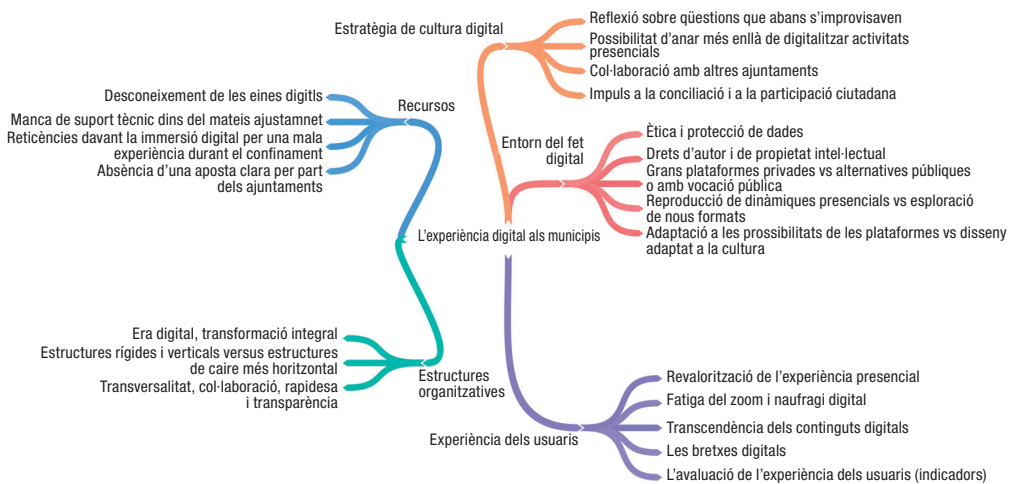 Estratègia de cultura digital
Reflexió sobre qüestions que abans s’improvisaven
Possibilitat d’anar més enllà de digitalitzar activitats
presencials
Col·laboració amb altres ajuntaments
Impuls a la conciliació i a la participació ciutadana
Recursos
Desconeixement de les eines digitls
Manca de suport tècnic dins del mateis ajustamnet
Reticències davant la immersió digital per una mala
experiència durant el confinament
Absència d’una aposta clara per part
dels ajuntaments
Entorn del fet
digital
Ètica i protecció de dades
Drets d’autor i de propietat intel·lectual
Grans plataformes privades vs alternatives públiques
o amb vocació pública
Reproducció de dinàmiques presencials vs esploració
de nous formats
Adaptació a les prossibilitats de les plataformes vs disseny
adaptat a la cultura
L’experiència digital als municipis
Era digital, transformació integral
Estructures rígides i verticals versus estructures
de caire més horitzontal
Transversalitat, col·laboració, rapidesa
i transparència
Estructures
organitzatives
Experiència dels usuaris
Revalorització de l’experiència presencial
Fatiga del zoom i naufragi digital
Transcendència dels continguts digitals
Les bretxes digitals
L’avaluació de l’experiència dels usuaris (indicadors)